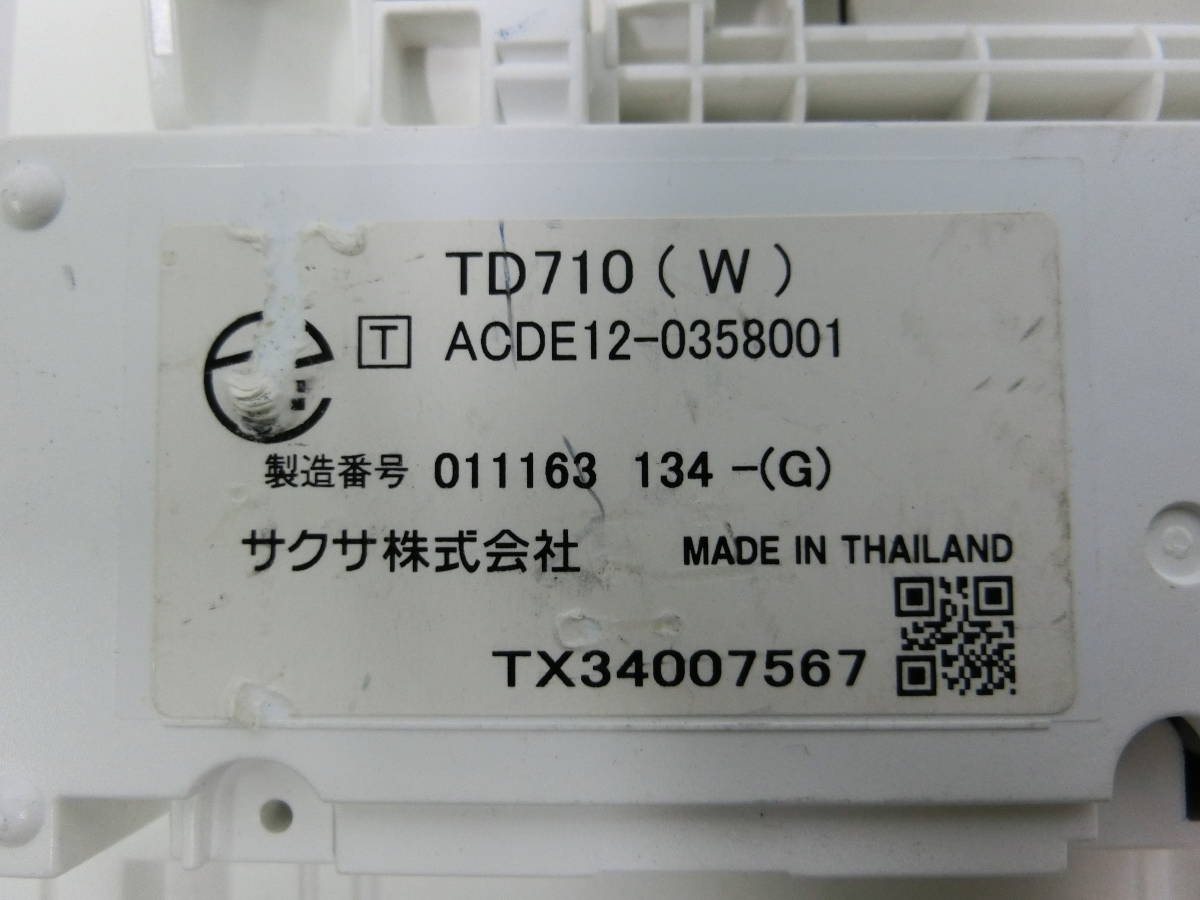 TD710 ( W )
T ACDE12-0358001
製造番号 011163 134 -(G)
サクサ株式会社 MADE IN THAILAND
TX34007567